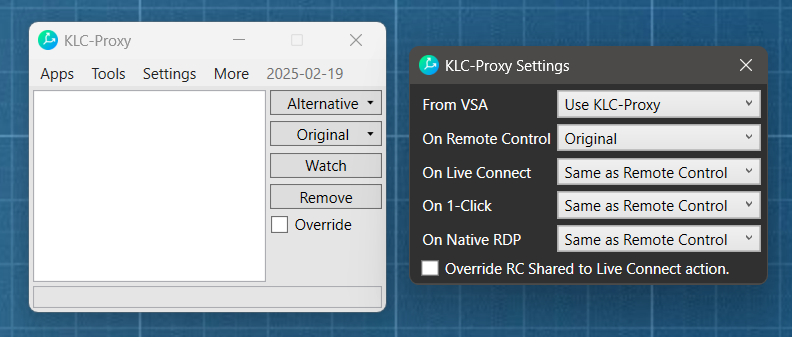 KLC-Proxy
Apps Tools Settings More 2025-02-19
Alternative
Original
Watch
Remove
Override
KLC-Proxy Settings
From VSA Use KLC-Proxy
On Remote Control Original
On Live Connect Same as Remote Control
On 1-Click Same as Remote Control
On Native RDP Same as Remote Control
Override RC Shared to Live Connect action.